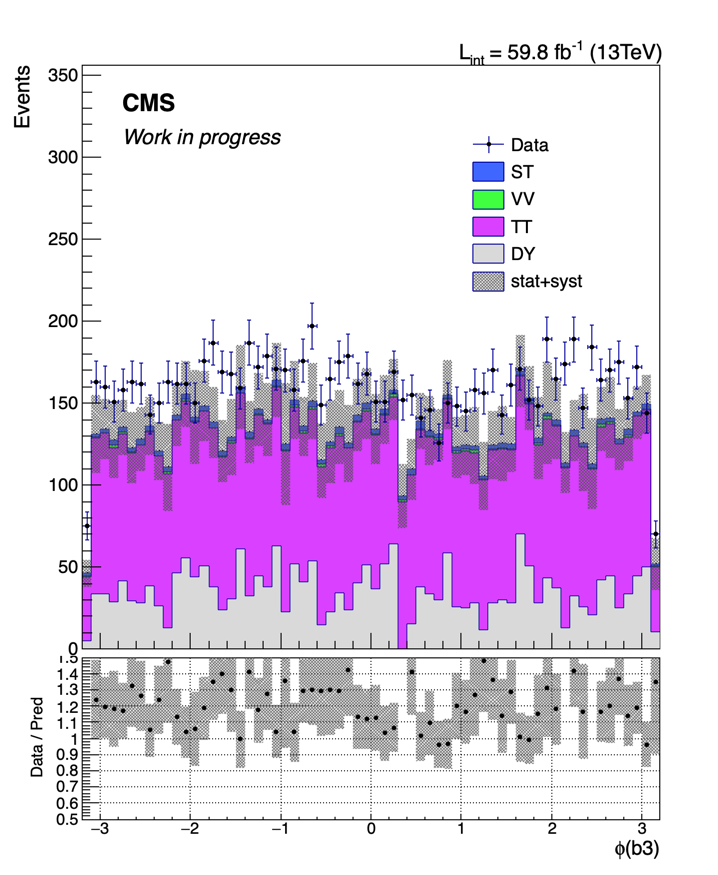 L_int = 59.8 fb⁻¹ (13TeV)
Events
350
300
250
200
150
100
50
0
CMS
Work in progress
Data
ST
VV
TT
DY
stat+syst
Data / Pred
1.5
1.4
1.3
1.2
1.1
1
0.9
0.8
0.7
0.6
0.5
−3 −2 −1 0 1 2 3
ϕ(b3)